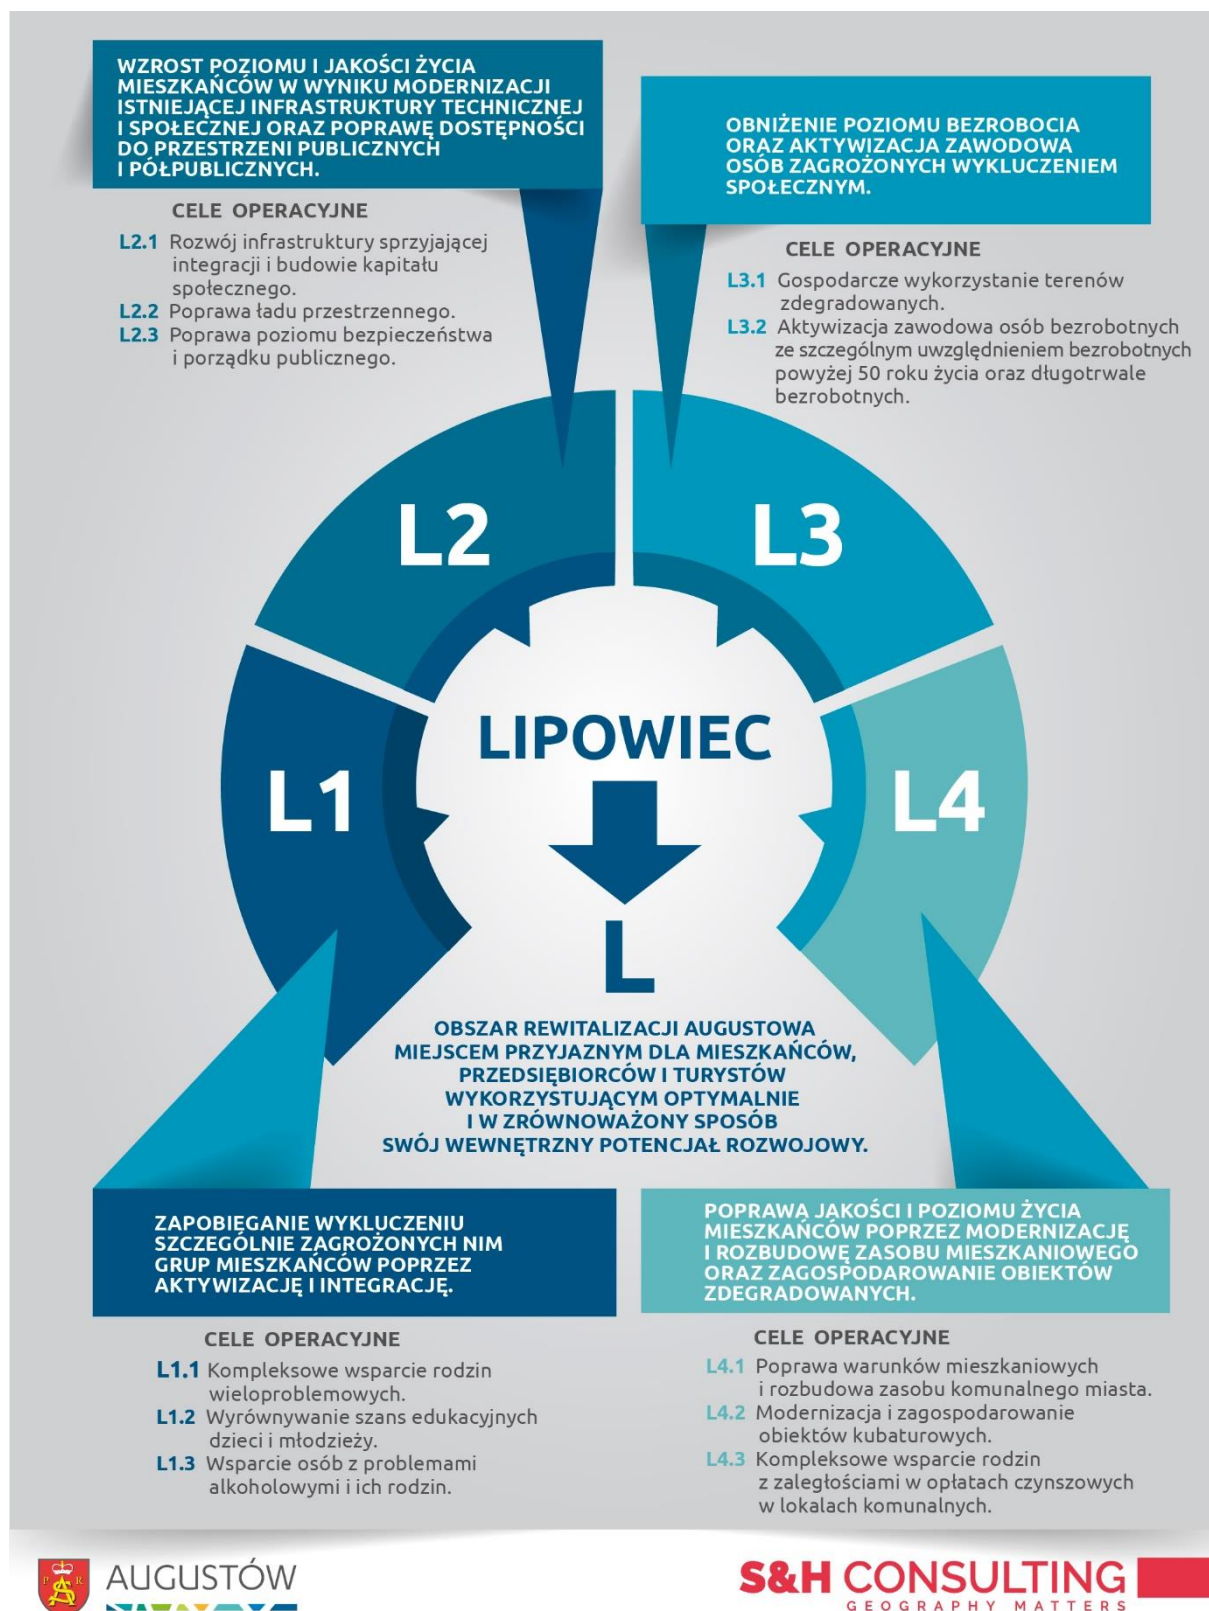 WZROST POZIOMU I JAKOŚCI ŻYCIA
MIESZKAŃCÓW W WYNIKU MODERNIZACJI
ISTNIEJĄCEJ INFRASTRUKTURY TECHNICZNEJ
I SPOŁECZNEJ ORAZ POPRAWĘ DOSTĘPNOŚCI
DO PRZESTRZENI PUBLICZNYCH
I PÓŁPUBLICZNYCH.
CELE OPERACYJNE
L2.1 Rozwój infrastruktury sprzyjającej
integracji i budowie kapitału
społecznego.
L2.2 Poprawa ładu przestrzennego.
L2.3 Poprawa poziomu bezpieczeństwa
i porządku publicznego.
OBNIŻENIE POZIOMU BEZROBOCIA
ORAZ AKTYWIZACJA ZAWODOWA
OSÓB ZAGROŻONYCH WYKLUCZENIEM
SPOŁECZNYM.
CELE OPERACYJNE
L3.1 Gospodarcze wykorzystanie terenów
zdegradowanych.
L3.2 Aktywizacja zawodowa osób bezrobotnych
ze szczególnym uwzględnieniem bezrobotnych
powyżej 50 roku życia oraz długotrwale
bezrobotnych.
L2
L3
L1
L4
LIPOWIEC
L
OBSZAR REWITALIZACJI AUGUSTOWA
MIEJSCEM PRZYJAZNYM DLA MIESZKAŃCÓW,
PRZEDSIĘBIORCÓW I TURYSTÓW
WYKORZYSTUJĄCYM OPTYMALNIE
I W ZRÓWNOWAŻONY SPOSÓB
SWÓJ WEWNĘTRZNY POTENCJAŁ ROZWOJOWY.
ZAPOBIEGANIE WYKLUCZENIU
SZCZEGÓLNIE ZAGROŻONYCH NIM
GRUP MIESZKAŃCÓW POPRZEZ
AKTYWIZACJĘ I INTEGRACJĘ.
CELE OPERACYJNE
L1.1 Kompleksowe wsparcie rodzin
wieloproblemowych.
L1.2 Wyrównywanie szans edukacyjnych
dzieci i młodzieży.
L1.3 Wsparcie osób z problemami
alkoholowymi i ich rodzin.
POPRAWA JAKOŚCI I POZIOMU ŻYCIA
MIESZKAŃCÓW POPRZEZ MODERNIZACJĘ
I ROZBUDOWĘ ZASOBU MIESZKANIOWEGO
ORAZ ZAGOSPODAROWANIE OBIEKTÓW
ZDEGRADOWANYCH.
CELE OPERACYJNE
L4.1 Poprawa warunków mieszkaniowych
i rozbudowa zasobu komunalnego miasta.
L4.2 Modernizacja i zagospodarowanie
obiektów kubaturowych.
L4.3 Kompleksowe wsparcie rodzin
z zaległościami w opłatach czynszowych
w lokalach komunalnych.
P R
AUGUSTÓW
S&H CONSULTING
GEOGRAPHY MATTERS